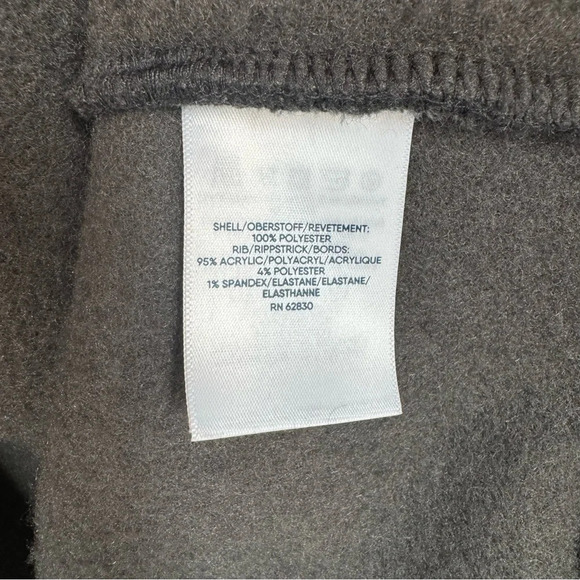 SHELL/OBERSTOFF/REVETEMENT:
100% POLYESTER
RIB/RIPPSTRICK/BORDS:
95% ACRYLIC/POLYACRYL/ACRYLIQUE
4% POLYESTER
1% SPANDEX/ELASTANE/ELASTANE/
ELASTHANNE
RN 62830